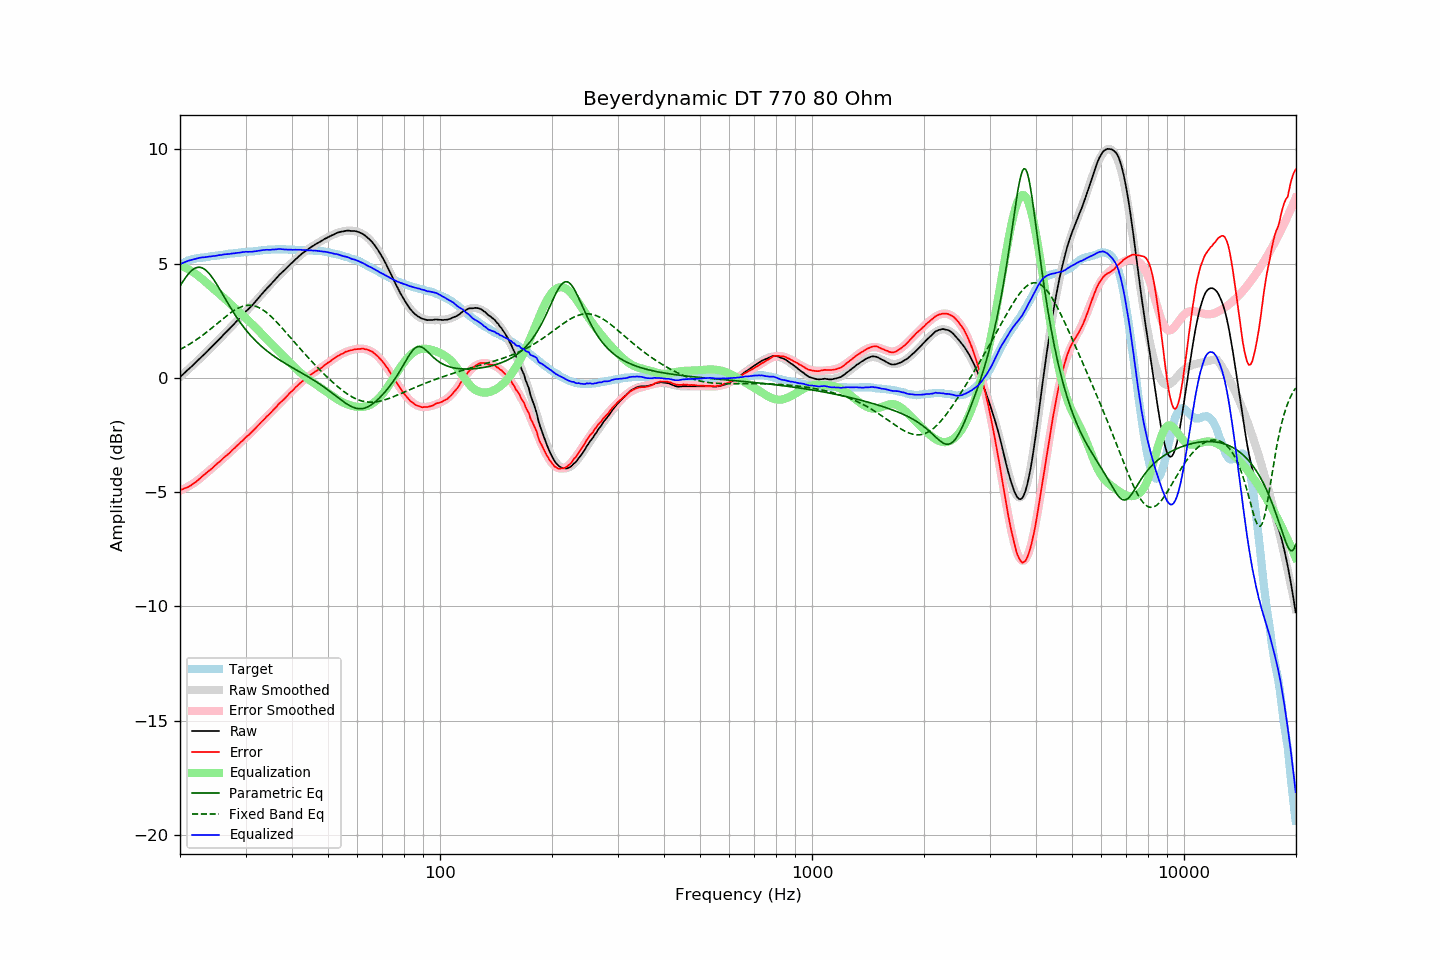 Beyerdynamic DT 770 80 Ohm
10
5
0
−5
−10
−15
−20
Amplitude (dBr)
Target
Raw Smoothed
Error Smoothed
Raw
Error
Equalization
Parametric Eq
Fixed Band Eq
Equalized
100
1000
10000
Frequency (Hz)